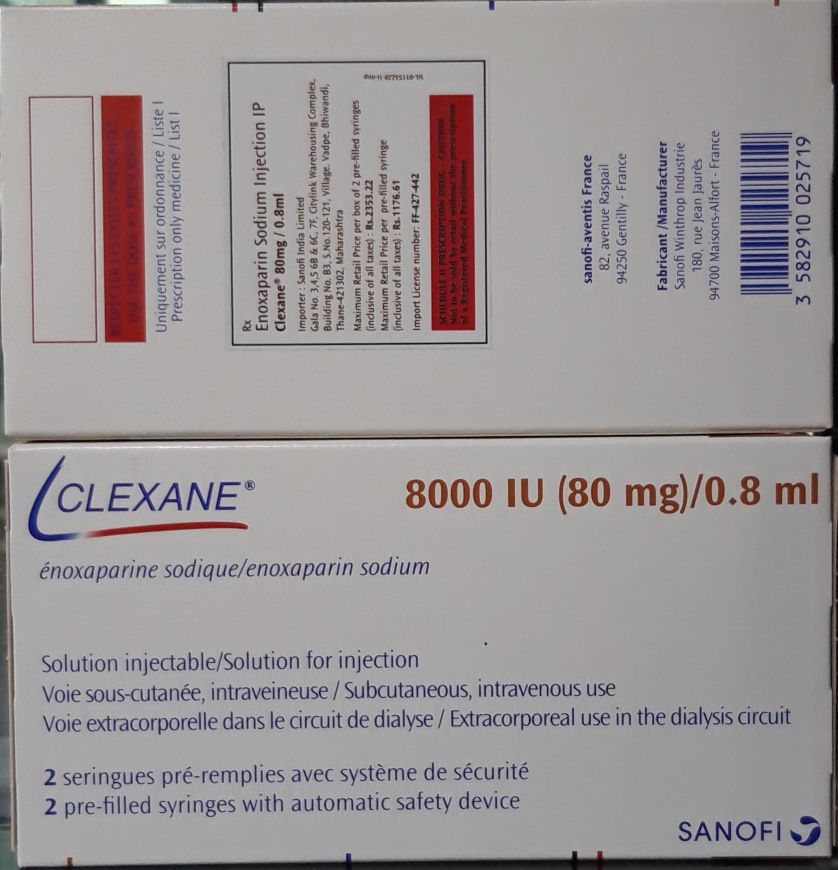 RESPECTER LES DOSES PRESCRITES
USE THE DOSE AS PRESCRIBED
Uniquement sur ordonnance / Liste I
Prescription only medicine / List I
Rx
Enoxaparin Sodium Injection IP
Clexane® 80mg / 0.8ml
Importer : Sanofi India Limited
Gala No. 3,4,5 6B & 6C, 7F, Citylink Warehousing Complex,
Building No. B3, S.No.120-121, Village. Vadpe, Bhiwandi,
Thane-421302, Maharashtra
Maximum Retail Price per box of 2 pre-filled syringes
(inclusive of all taxes) : Rs.2353.22
Maximum Retail Price per pre-filled syringe
(inclusive of all taxes) : Rs.1176.61
Import License number: FF-427-442
SCHEDULE H PRESCRIPTION DRUG - CAUTION
Not to be sold by retail without the prescription
of a Registered Medical Practitioner.
sanofi-aventis France
82, avenue Raspail
94250 Gentilly - France
Fabricant /Manufacturer
Sanofi Winthrop Industrie
180, rue Jean Jaurès
94700 Maisons-Alfort - France
3 582910 025719
CLEXANE®
8000 IU (80 mg)/0.8 ml
énoxaparine sodique/enoxaparin sodium
Solution injectable/Solution for injection
Voie sous-cutanée, intraveineuse / Subcutaneous, intravenous use
Voie extracorporelle dans le circuit de dialyse / Extracorporeal use in the dialysis circuit
2 seringues pré-remplies avec système de sécurité
2 pre-filled syringes with automatic safety device
SANOFI